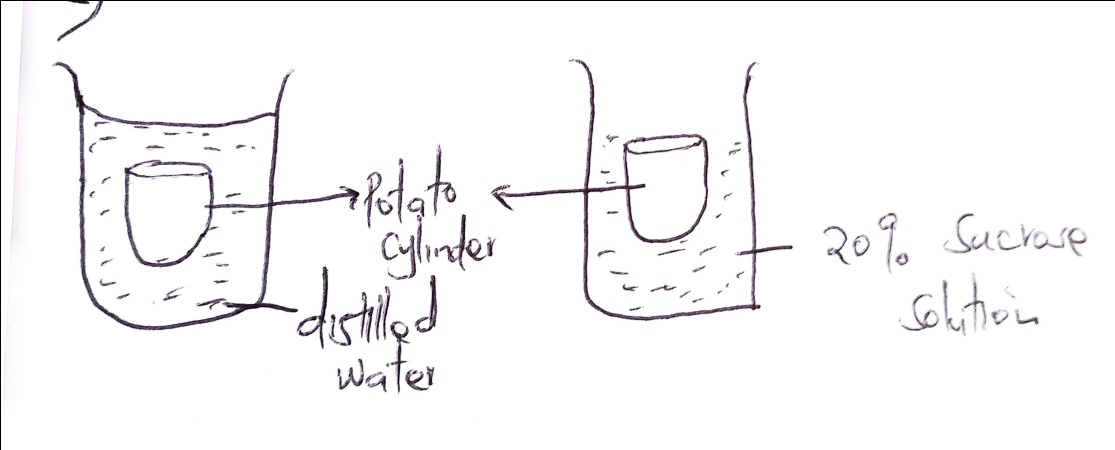 Potato
cylinder
distilled
water
20% Sucrose
Solution